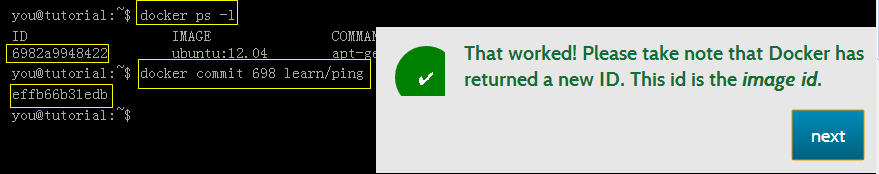 you@tutorial:~$ docker ps -l
ID IMAGE COMMA
6982a9948422 ubuntu:12.04 apt-ge
you@tutorial:~$ docker commit 698 learn/ping
effb66b31edb
you@tutorial:~$
That worked! Please take note that Docker has
returned a new ID. This id is the image id.
next